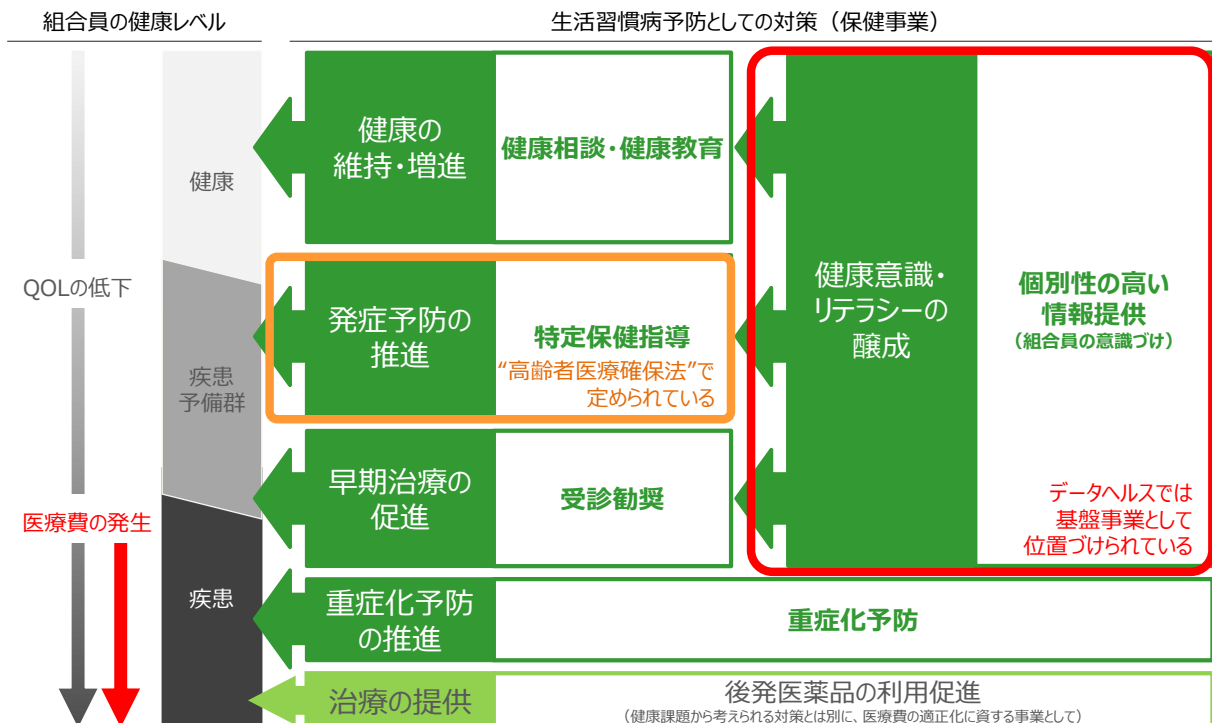 組合員の健康レベル
生活習慣病予防としての対策（保健事業）
QOLの低下
医療費の発生
健康
疾患
予備群
疾患
健康の
維持・増進
健康相談・健康教育
発症予防の
推進
特定保健指導
“高齢者医療確保法”で
定められている
早期治療の
促進
受診勧奨
健康意識・
リテラシーの
醸成
個別性の高い
情報提供
（組合員の意識づけ）
データヘルスでは
基盤事業として
位置づけられている
重症化予防
の推進
重症化予防
治療の提供
後発医薬品の利用促進
（健康課題から考えられる対策とは別に、医療費の適正化に資する事業として）